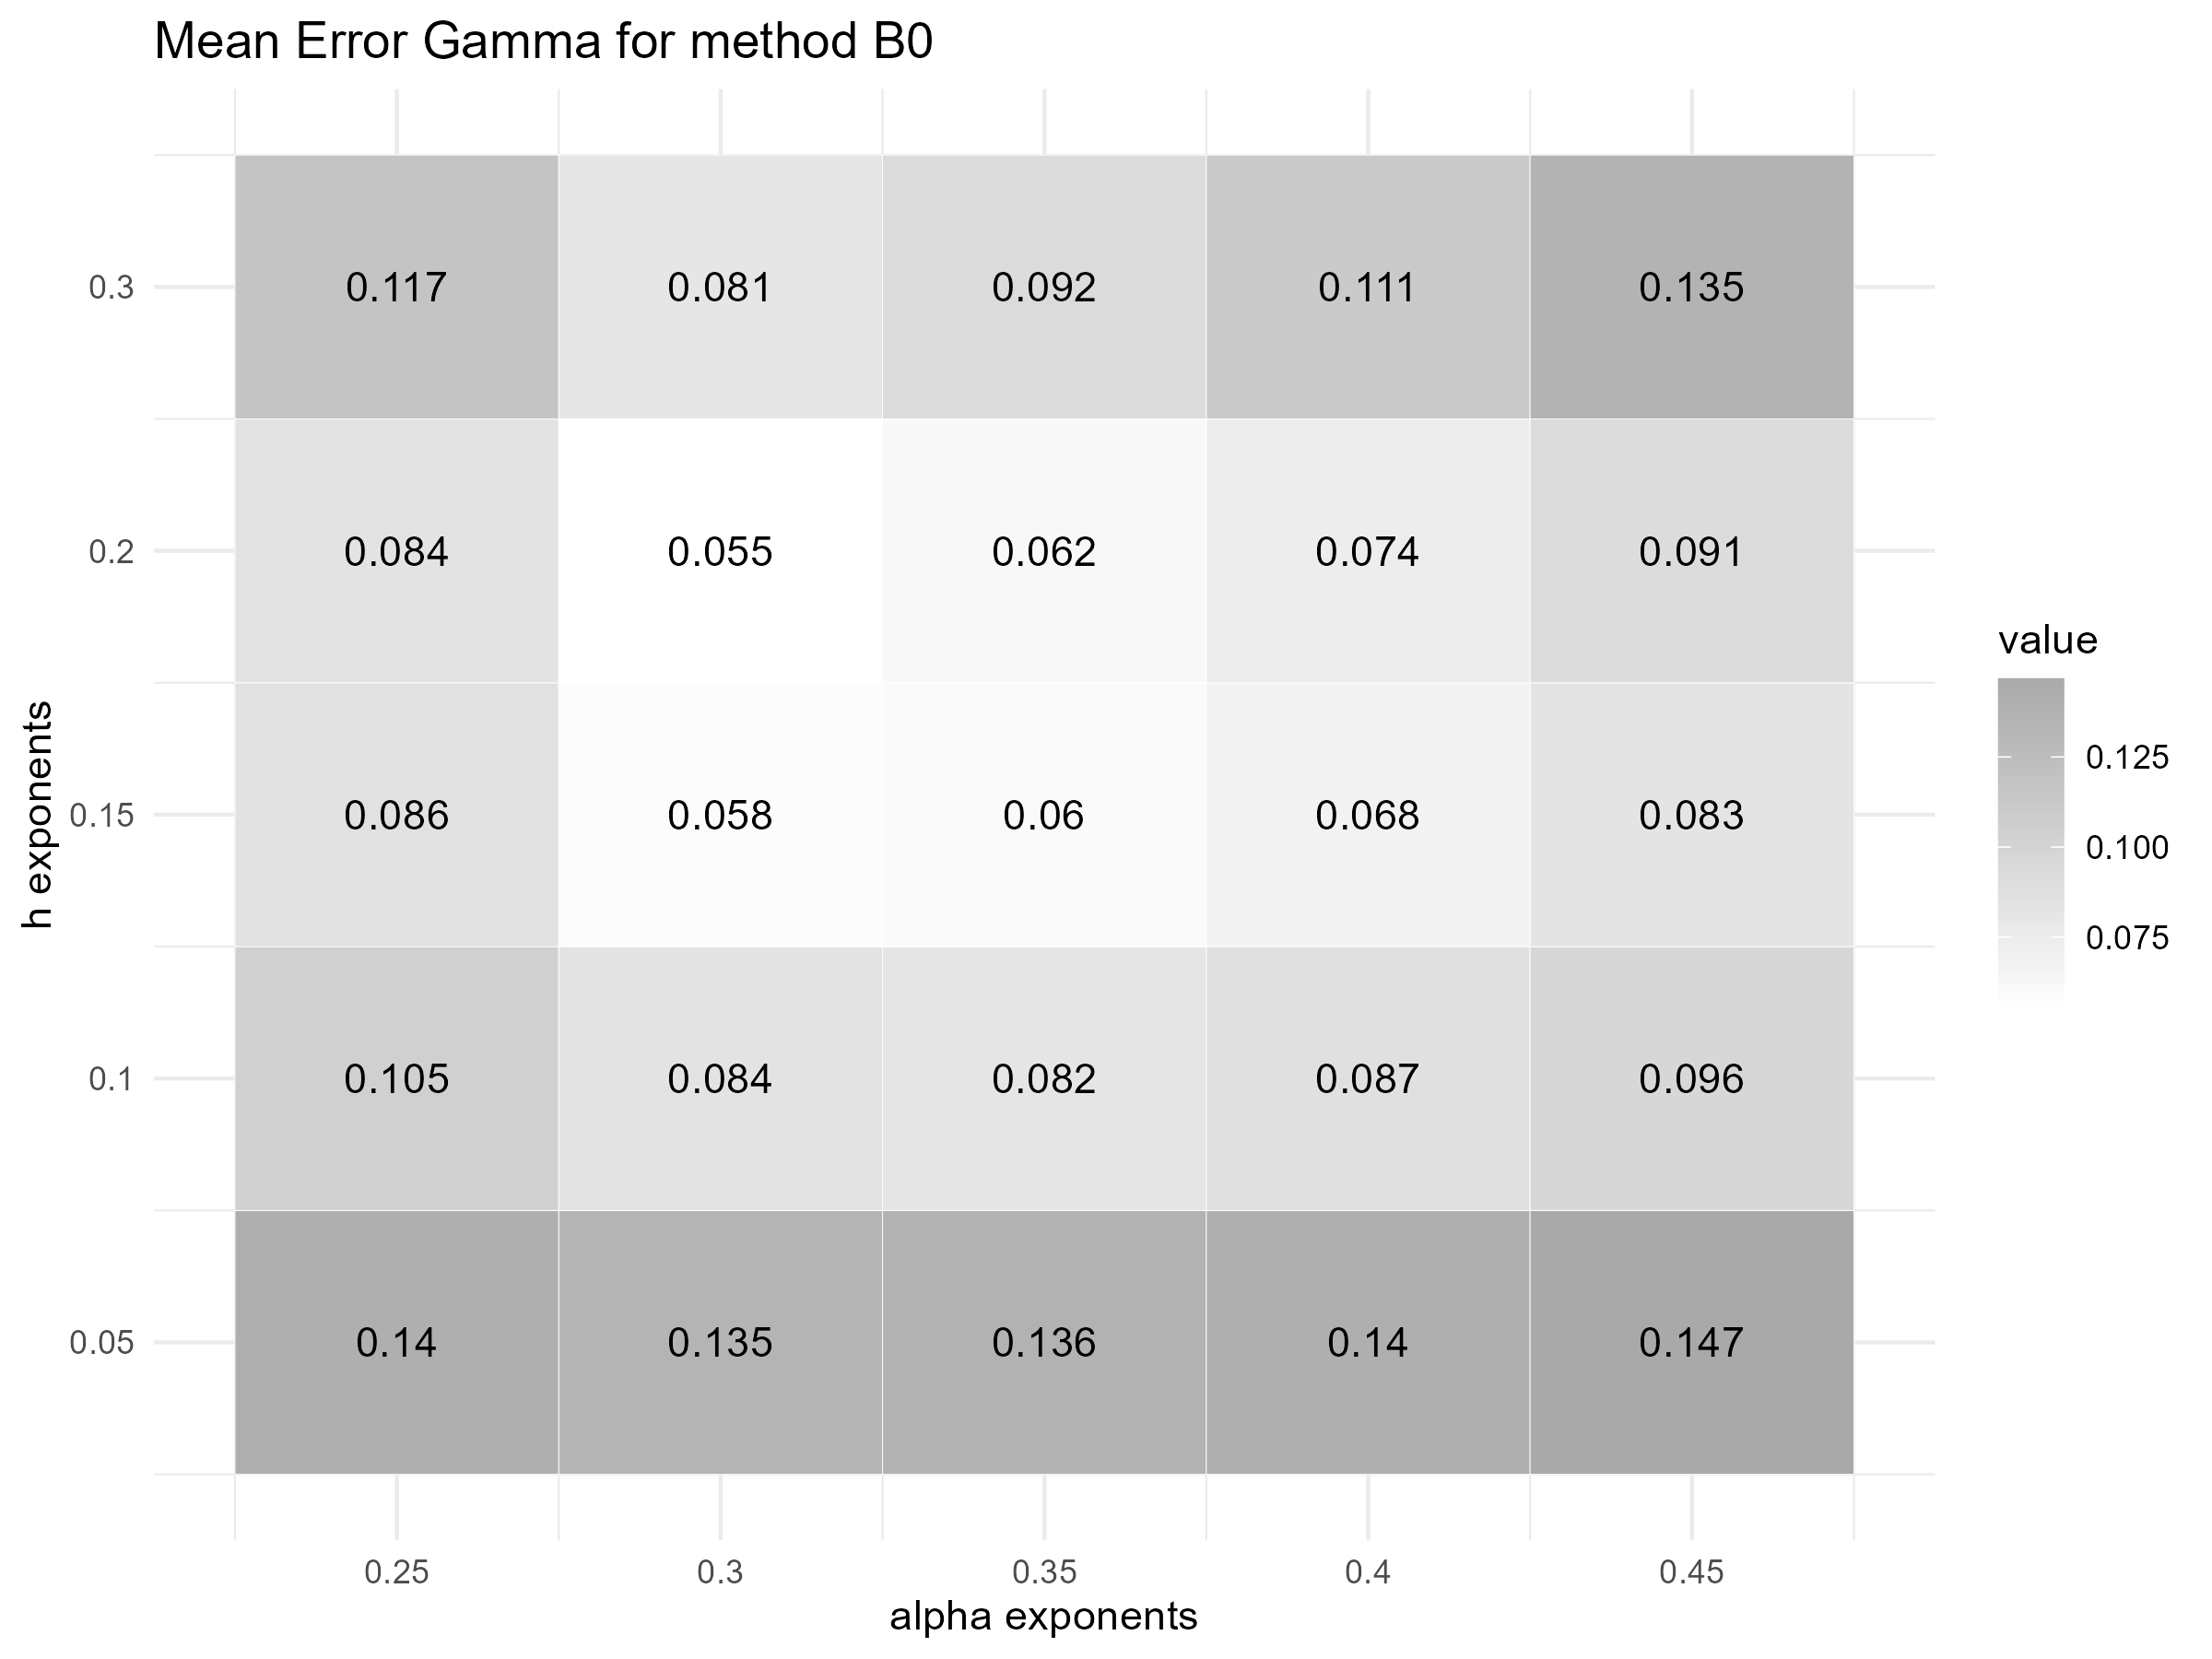 Mean Error Gamma for method B0
0.3 0.117 0.081 0.092 0.111 0.135
0.2 0.084 0.055 0.062 0.074 0.091
0.15 0.086 0.058 0.06 0.068 0.083
0.1 0.105 0.084 0.082 0.087 0.096
0.05 0.14 0.135 0.136 0.14 0.147
h exponents
0.25 0.3 0.35 0.4 0.45
alpha exponents
value
0.125
0.100
0.075